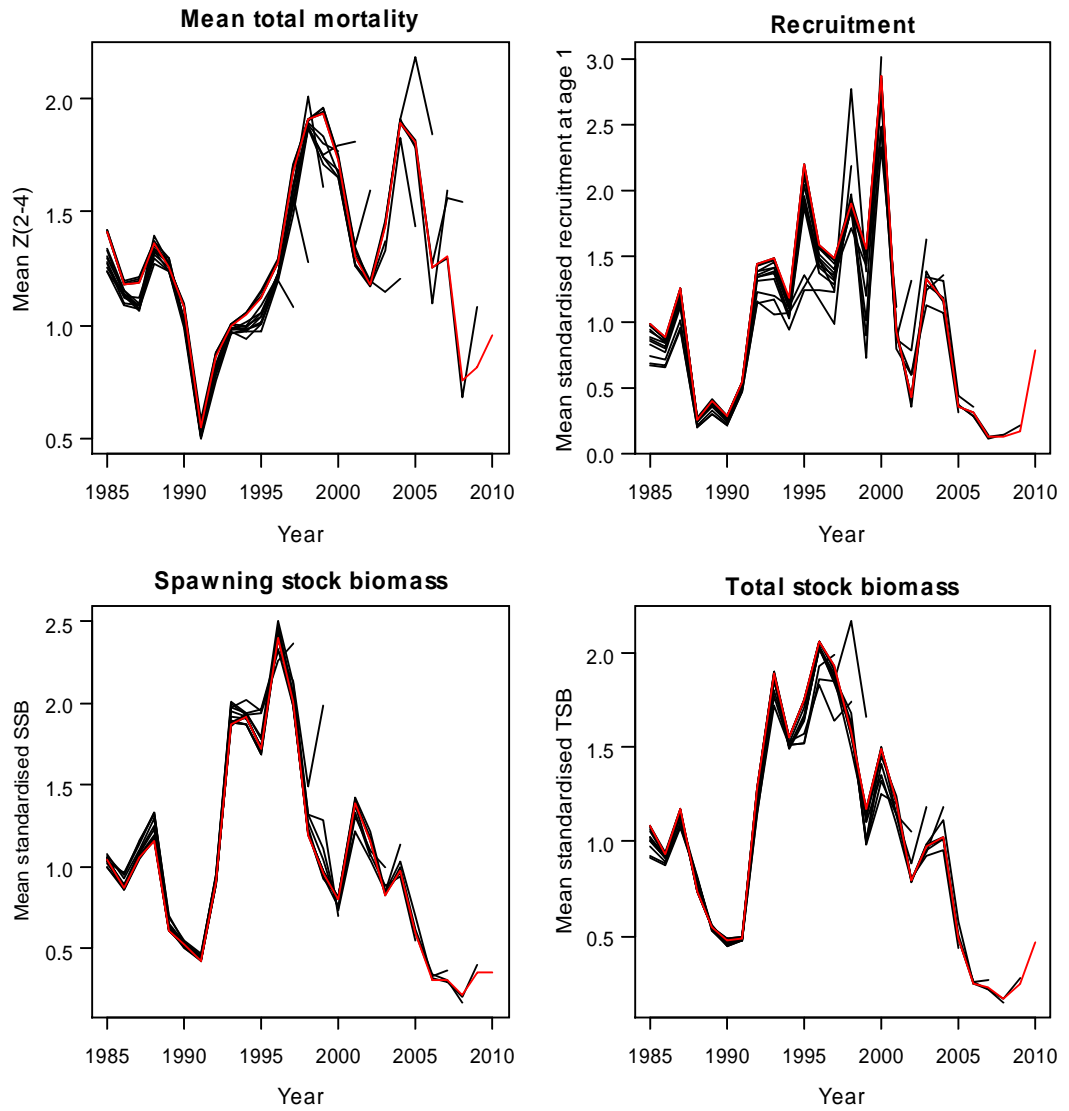 Mean total mortality
Mean Z(2-4)
2.0
1.5
1.0
0.5
1985 1990 1995 2000 2005 2010
Year
Recruitment
Mean standardised recruitment at age 1
3.0
2.5
2.0
1.5
1.0
0.5
0.0
1985 1990 1995 2000 2005 2010
Year
Spawning stock biomass
Mean standardised SSB
2.5
2.0
1.5
1.0
0.5
1985 1990 1995 2000 2005 2010
Year
Total stock biomass
Mean standardised TSB
2.0
1.5
1.0
0.5
1985 1990 1995 2000 2005 2010
Year